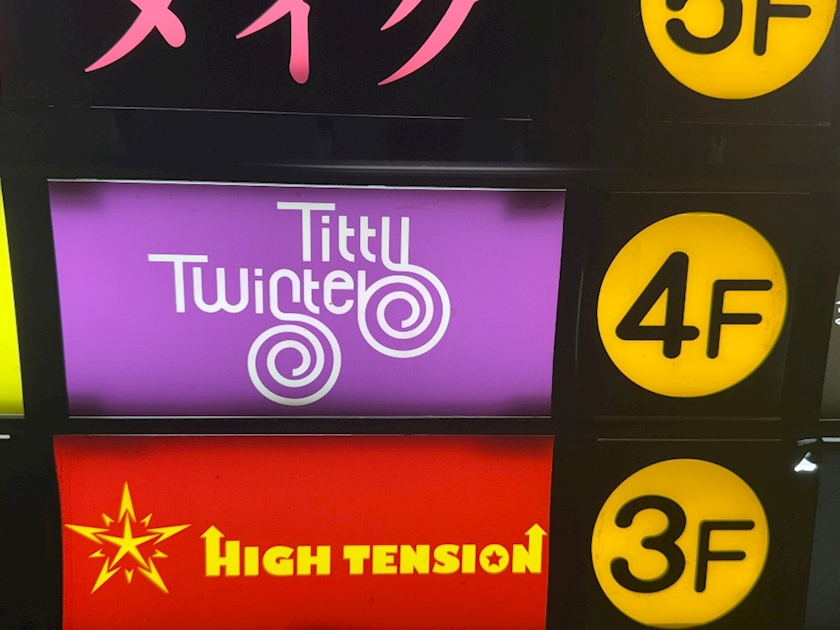 メイク
5F
Titty
Twister
4F
HIGH TENSION
3F